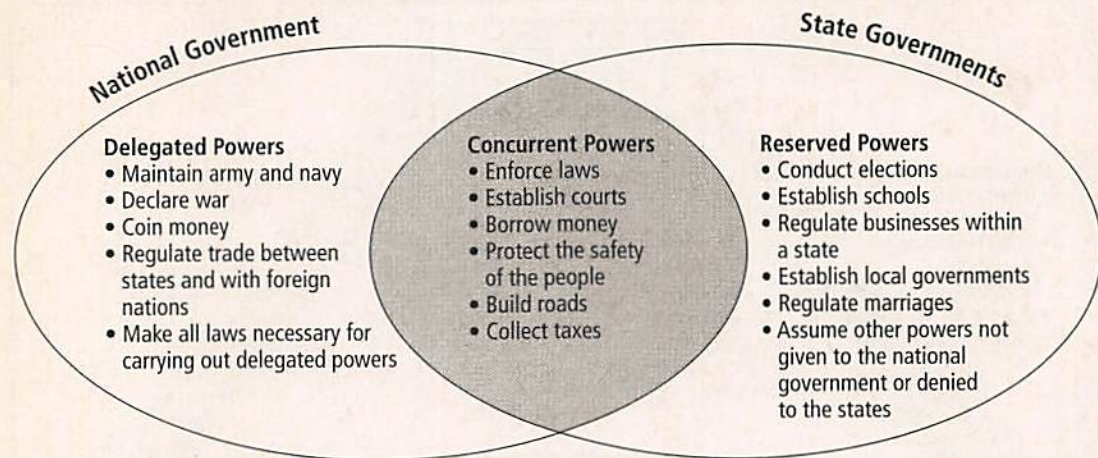 National Government
Delegated Powers
• Maintain army and navy
• Declare war
• Coin money
• Regulate trade between
states and with foreign
nations
• Make all laws necessary for
carrying out delegated powers
Concurrent Powers
• Enforce laws
• Establish courts
• Borrow money
• Protect the safety
of the people
• Build roads
• Collect taxes
State Governments
Reserved Powers
• Conduct elections
• Establish schools
• Regulate businesses within
a state
• Establish local governments
• Regulate marriages
• Assume other powers not
given to the national
government or denied
to the states